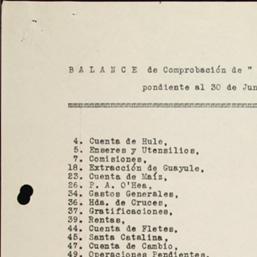 BALANCE de Comprobación de "
pondiente al 30 de Jun
4. Cuenta de Hule,
5. Enseres y Utensilios,
7. Comisiones,
18. Extracción de Guayule,
23. Cuenta de Maíz,
26. P. A. O'Hea,
34. Gastos Generales,
36. Hda. de Cruces,
37. Gratificaciones,
39. Rentas,
44. Cuenta de Fletes,
45. Santa Catalina,
47. Cuenta de Cambio,
49. Operaciones Pendientes,